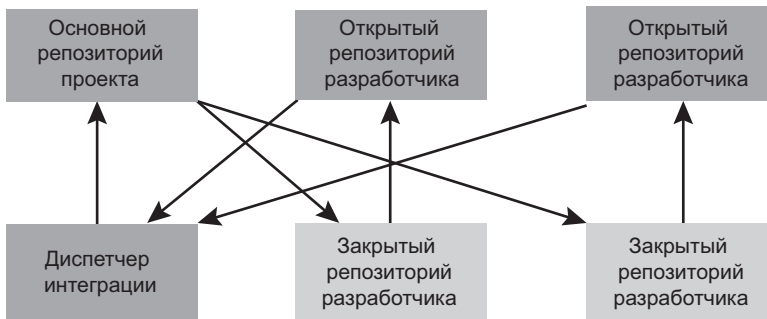 Основной
репозиторий
проекта
Открытый
репозиторий
разработчика
Открытый
репозиторий
разработчика
Диспетчер
интеграции
Закрытый
репозиторий
разработчика
Закрытый
репозиторий
разработчика